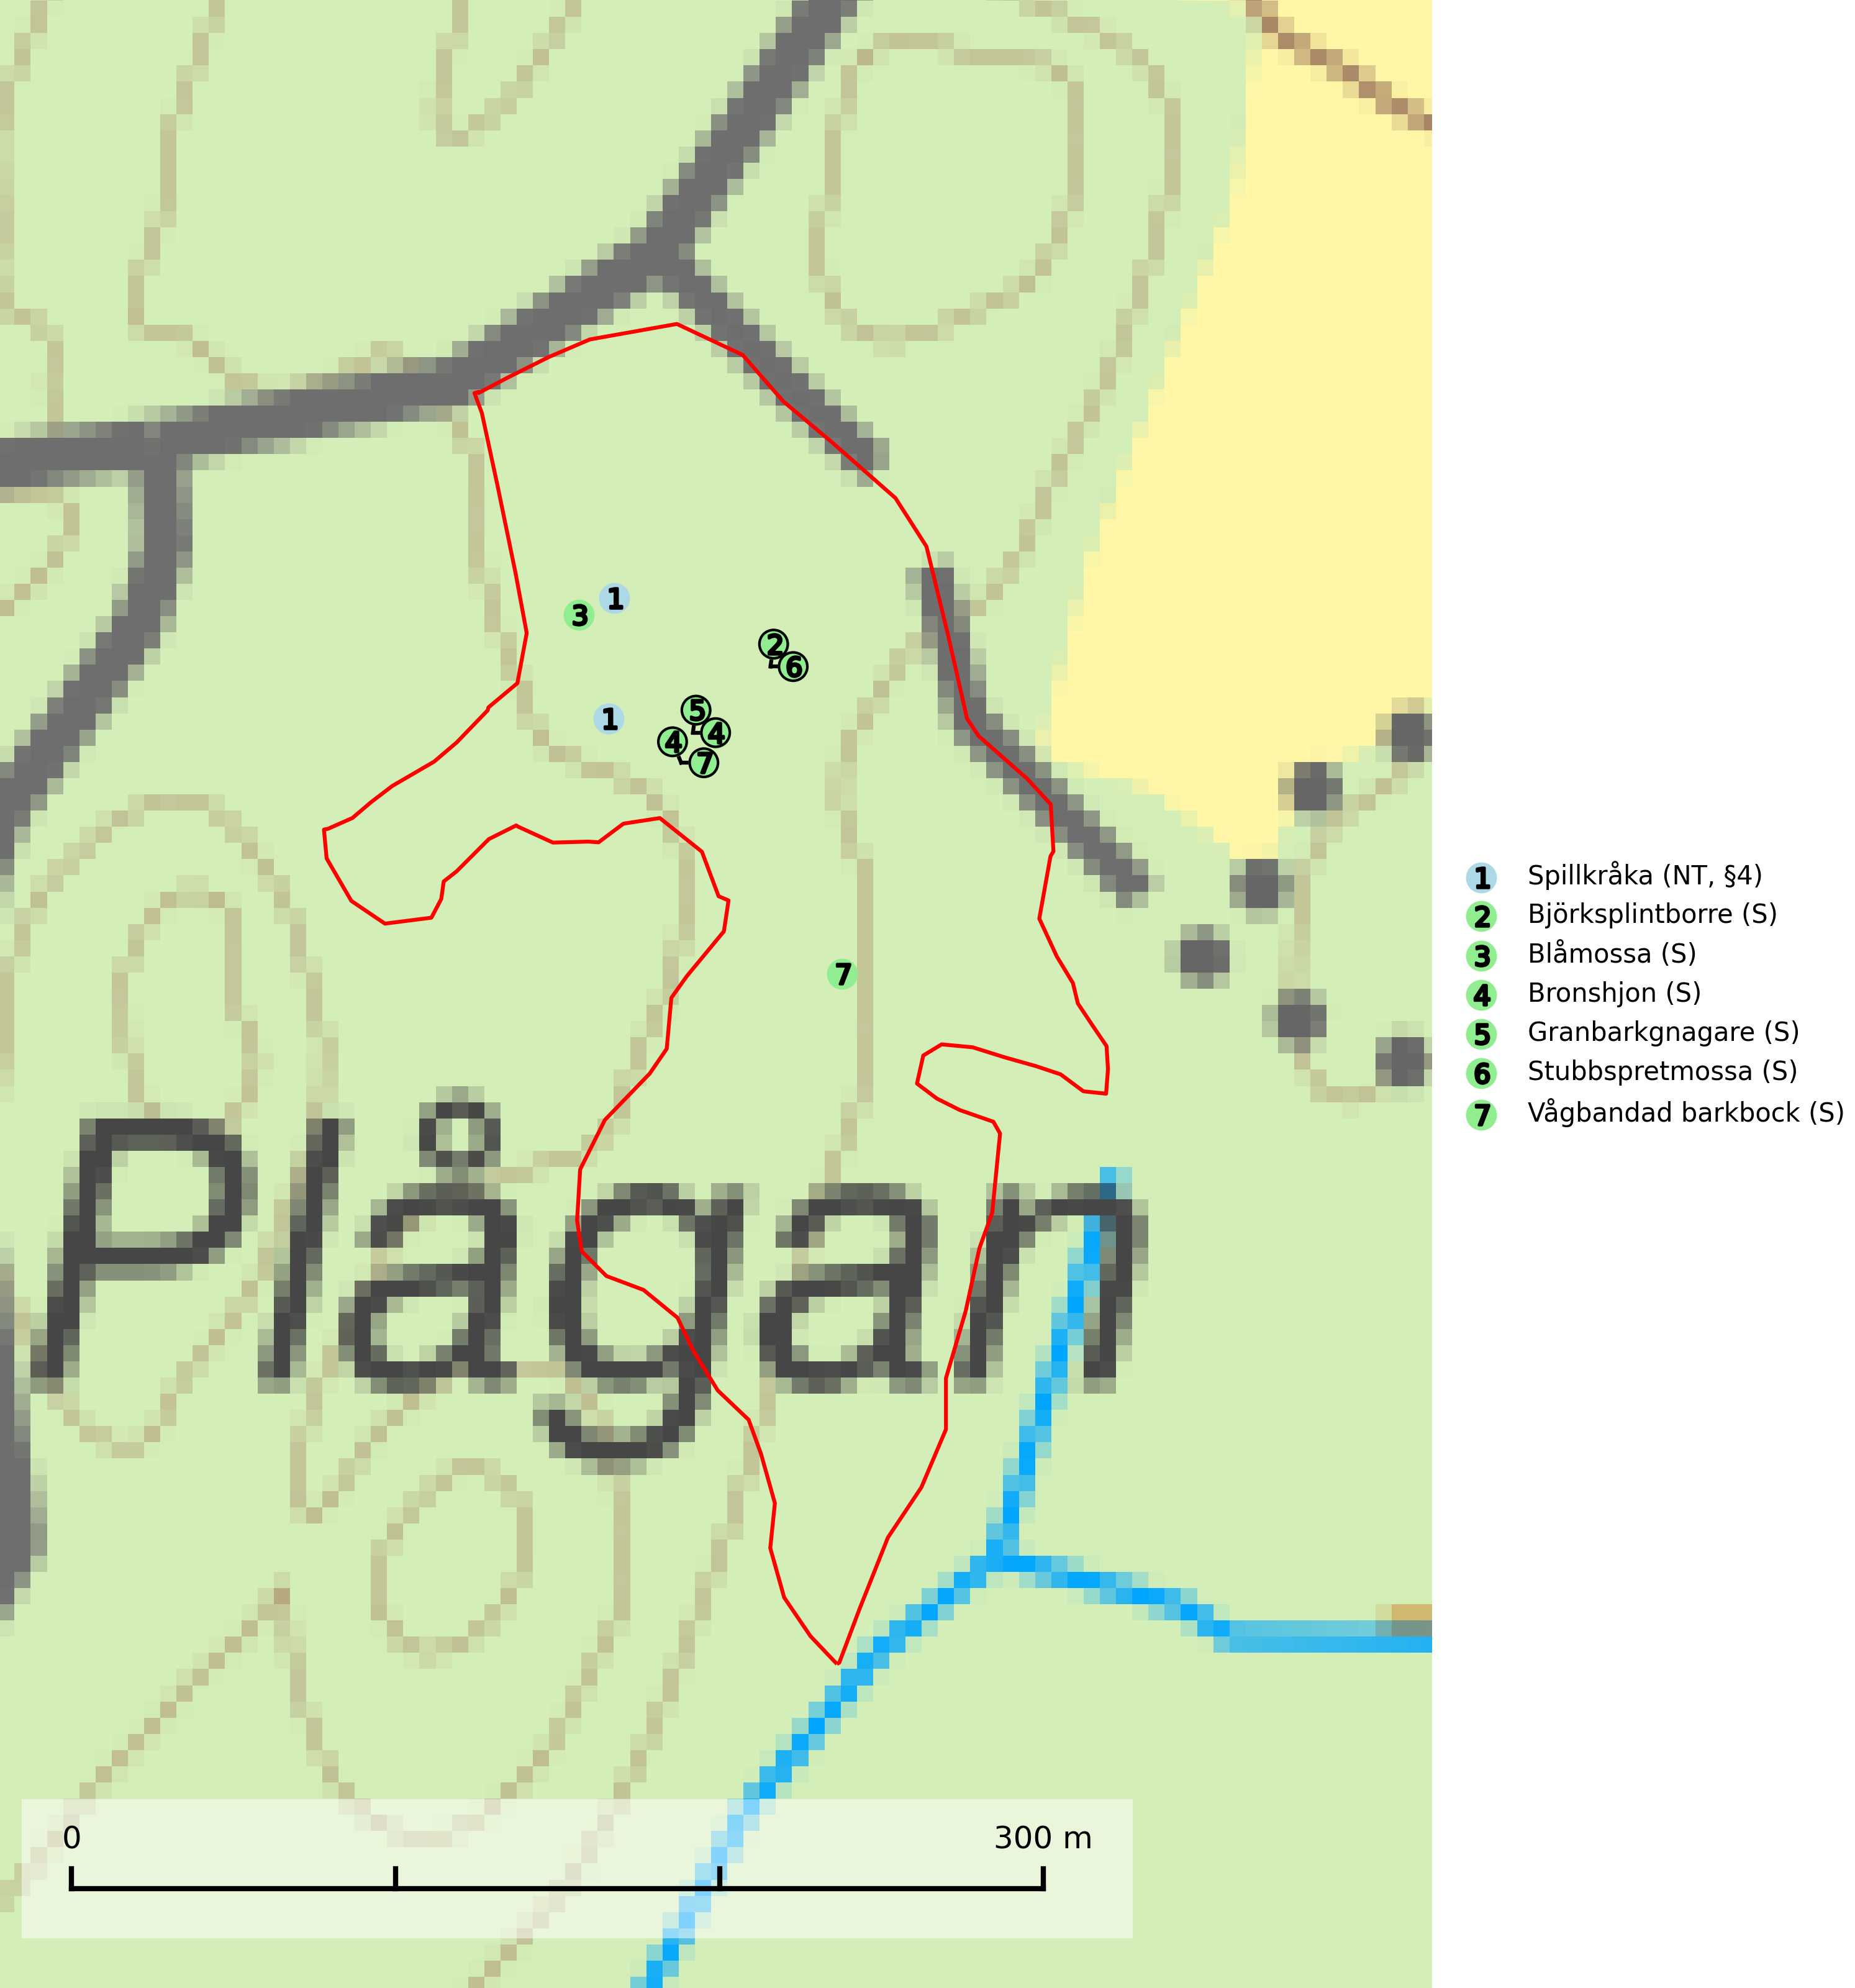 3 1
2
6
1
5
4 4
7
7
Plågan
1 Spillkråka (NT, §4)
2 Björksplintborre (S)
3 Blåmossa (S)
4 Bronshjon (S)
5 Granbarkgnagare (S)
6 Stubbspretmossa (S)
7 Vågbandad barkbock (S)
0 300 m